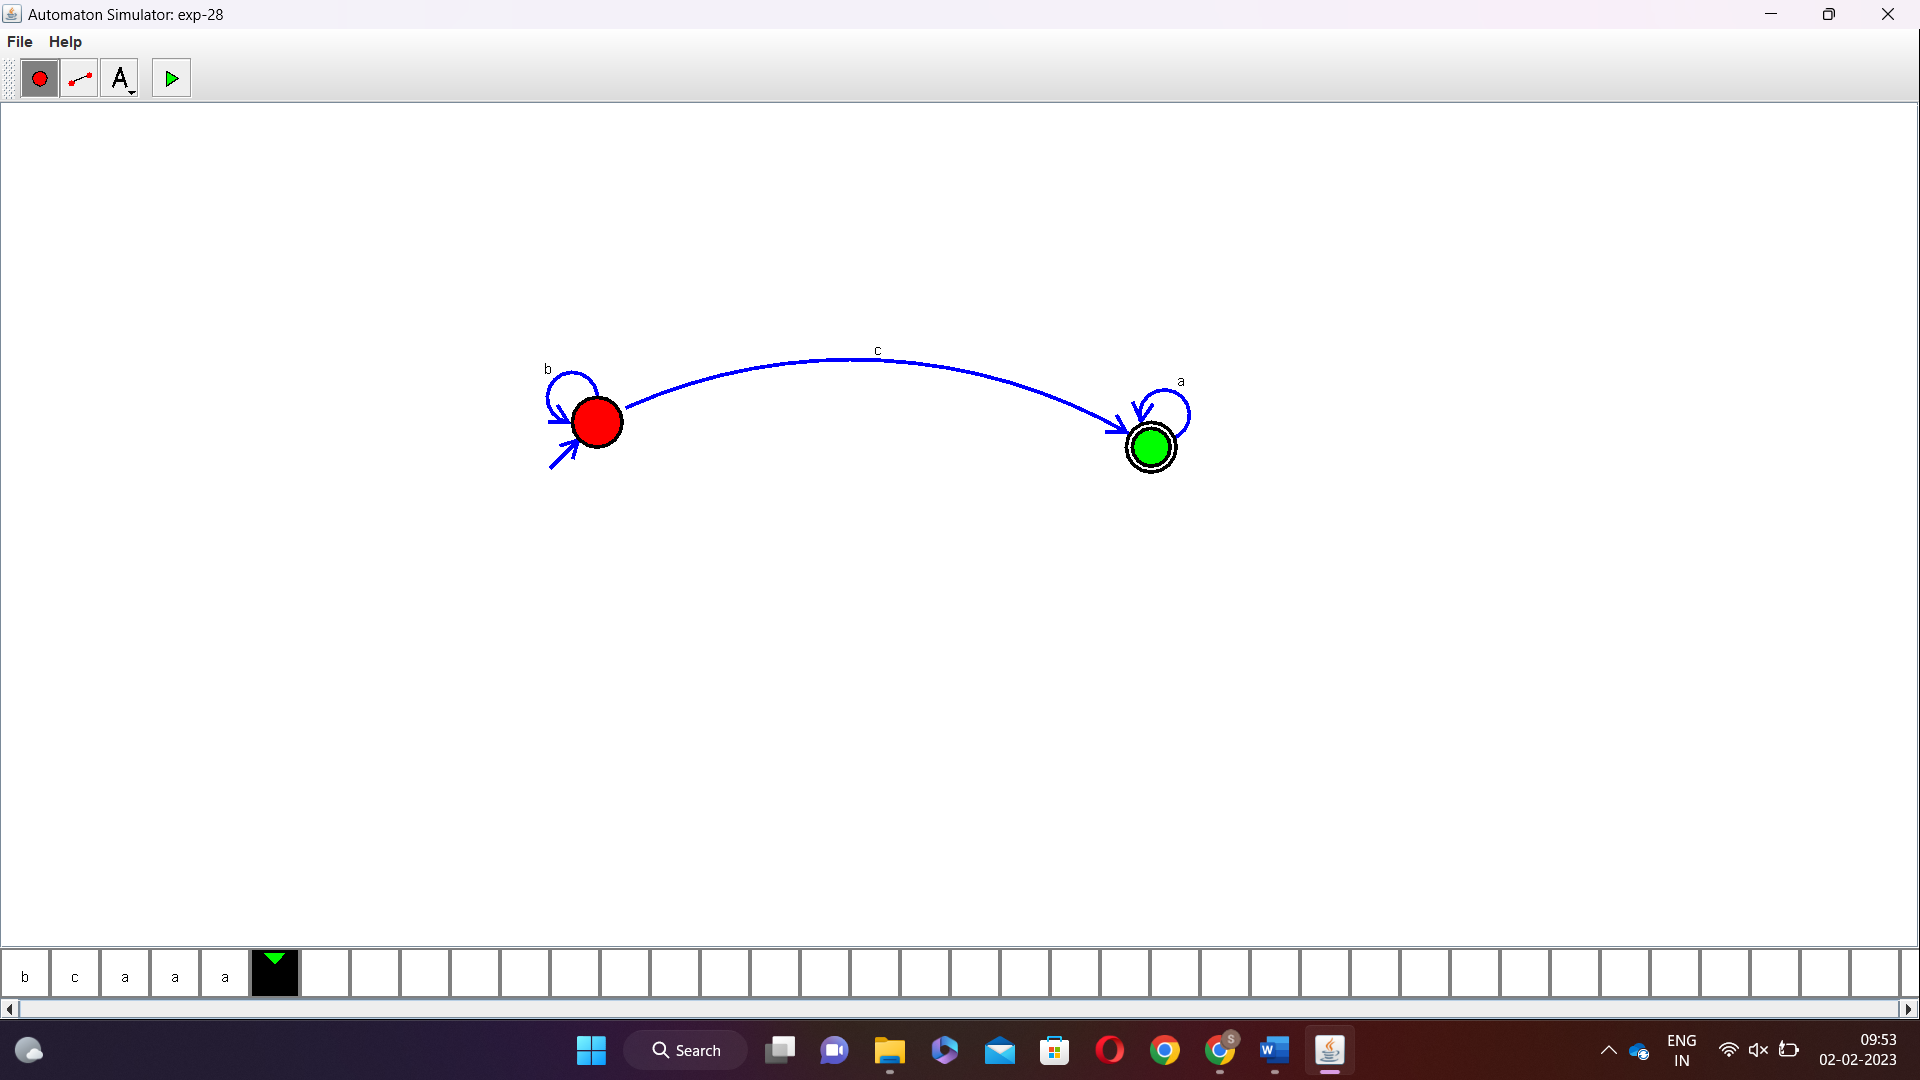 Automaton Simulator: exp-28
File Help
A
c
b
a
b c a a a
Search
S
W
ENG
IN
09:53
02-02-2023